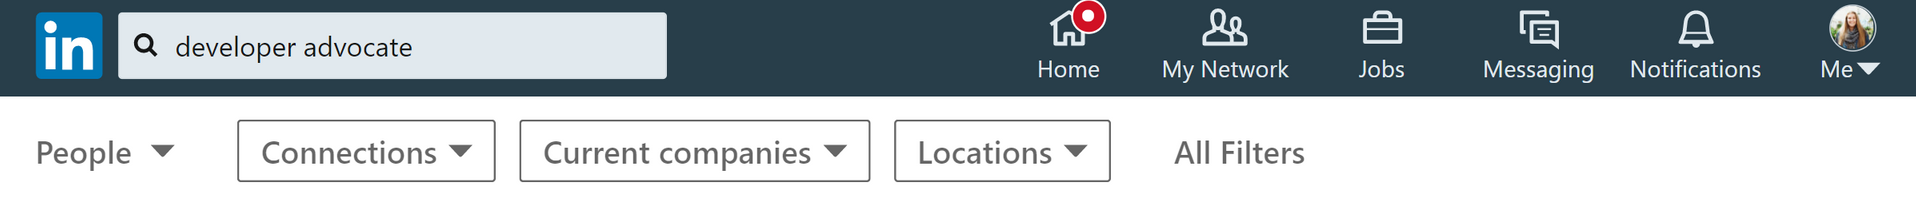 in
developer advocate
Home
My Network
Jobs
Messaging
Notifications
Me
People
Connections
Current companies
Locations
All Filters